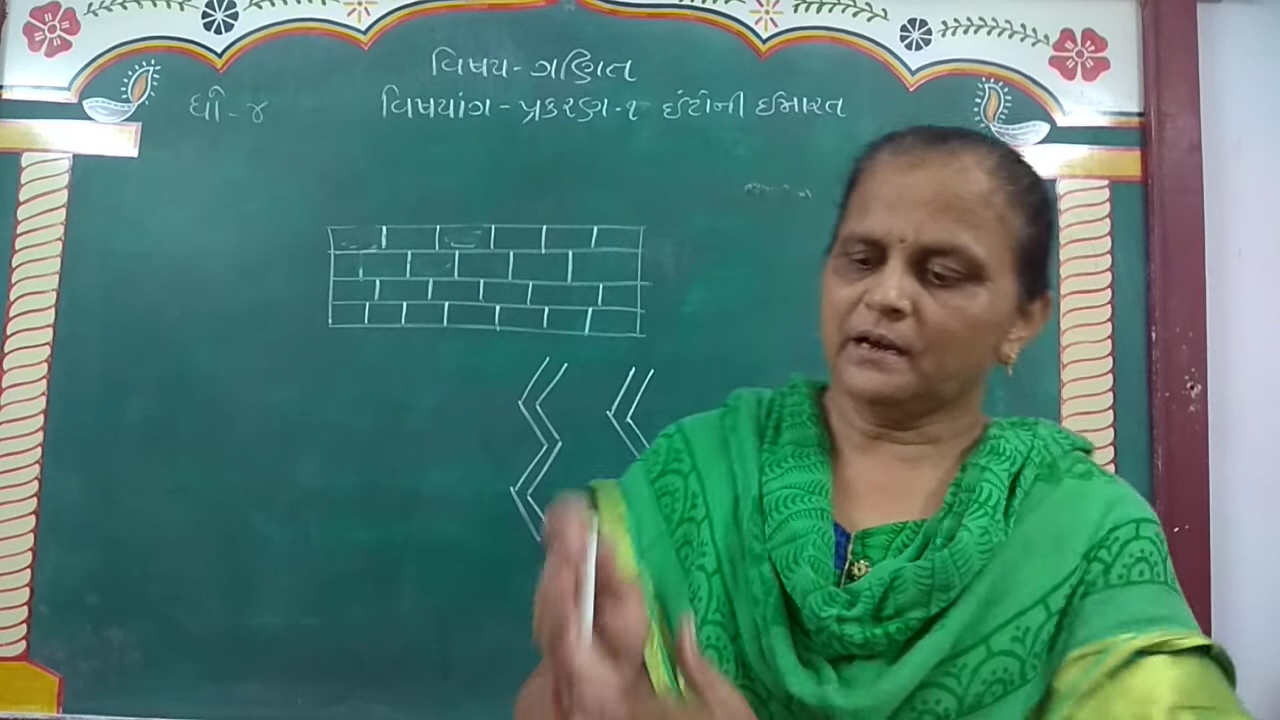 વિષય - ગણિત
ધો - ૪
વિષયાંગ - પ્રકરણ - ૧ ઇંટોની ઈમારત